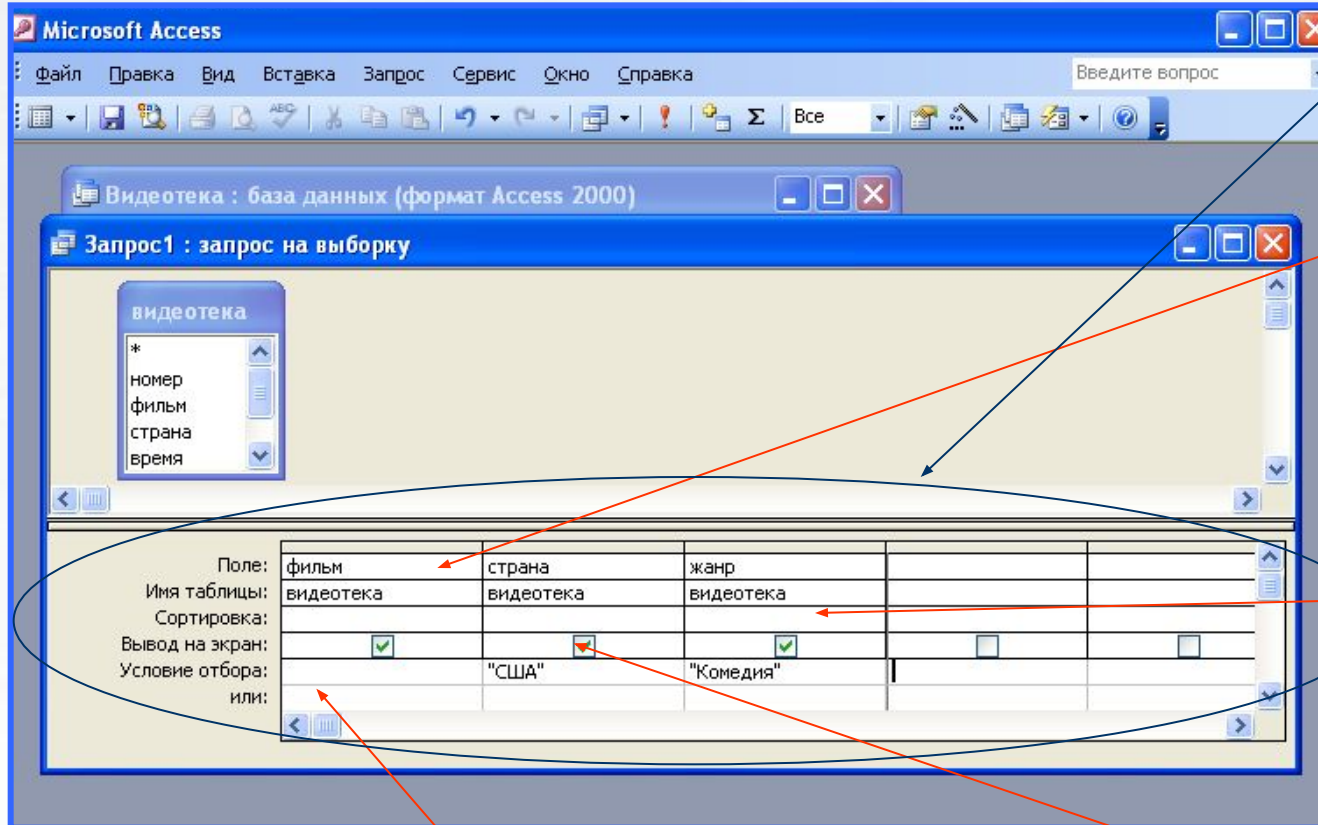 Microsoft Access
Файл Правка Вид Вставка Запрос Сервис Окно Справка Введите вопрос
ABC Σ Все
Видеотека : база данных (формат Access 2000)
Запрос1 : запрос на выборку
видеотека
*
номер
фильм
страна
время
Поле: фильм страна жанр
Имя таблицы: видеотека видеотека видеотека
Сортировка:
Вывод на экран:
Условие отбора: "США" "Комедия"
или: